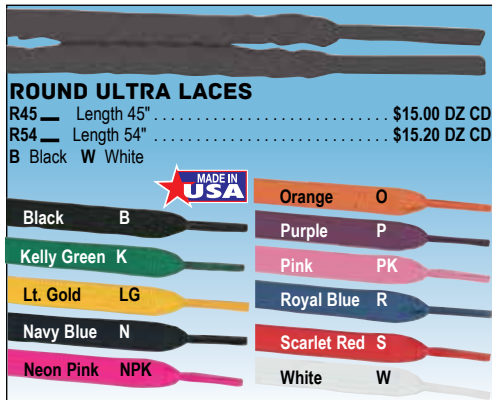 ROUND ULTRA LACES
R45__ Length 45" . . . . . . . . . . . . . . . . . . . . . . . . . . . . . $15.00 DZ CD
R54__ Length 54" . . . . . . . . . . . . . . . . . . . . . . . . . . . . . $15.20 DZ CD
B Black W White
MADE IN
USA
Black B
Kelly Green K
Lt. Gold LG
Navy Blue N
Neon Pink NPK
Orange O
Purple P
Pink PK
Royal Blue R
Scarlet Red S
White W